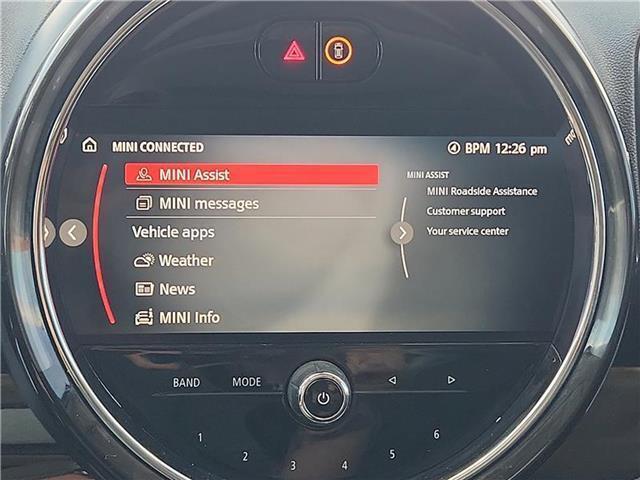 MINI CONNECTED
BPM 12:26 pm
MINI Assist
MINI messages
Vehicle apps
Weather
News
MINI Info
MINI ASSIST
MINI Roadside Assistance
Customer support
Your service center
BAND MODE
1 2 3 4 5 6